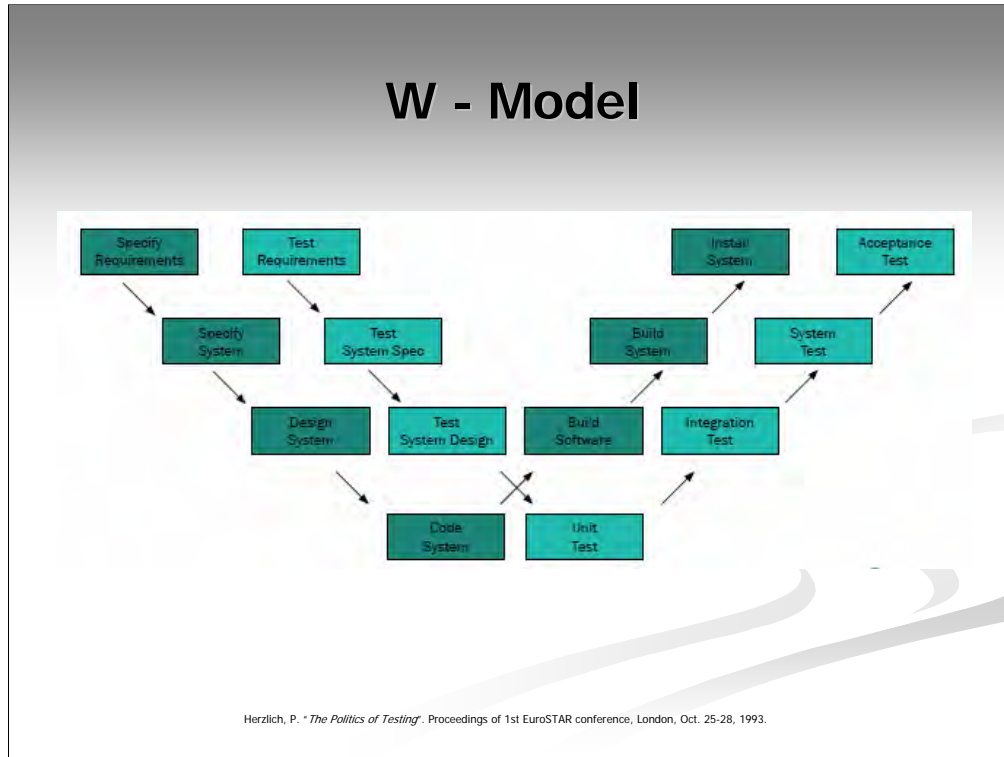 W - Model
Specify
Requirements
Test
Requirements
Install
System
Acceptance
Test
Specify
System
Test
System Spec
Build
System
System
Test
Design
System
Test
System Design
Build
Software
Integration
Test
Code
System
Unit
Test
Herzlich, P. "The Politics of Testing". Proceedings of 1st EuroSTAR conference, London, Oct. 25-28, 1993.